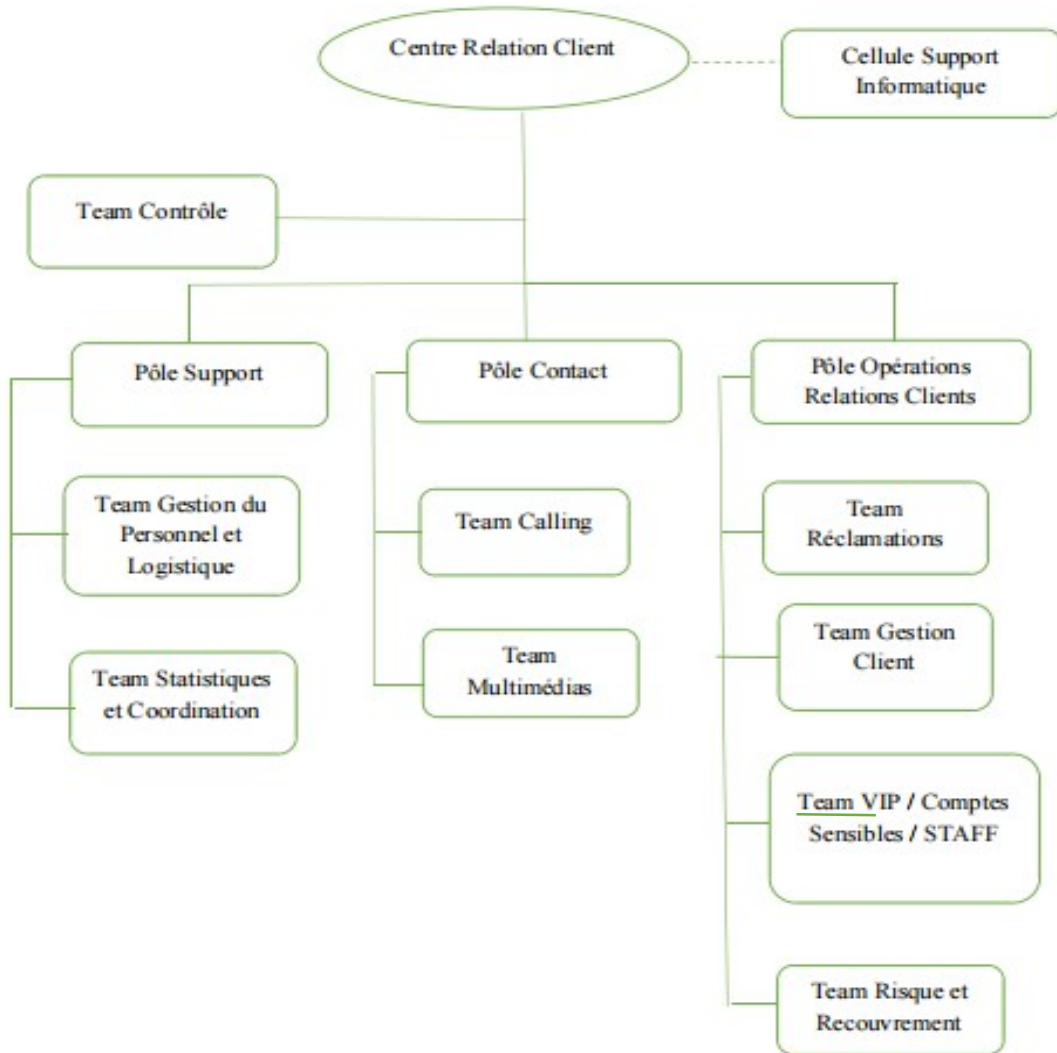 Centre Relation Client
Cellule Support
Informatique
Team Contrôle
Pôle Support
Pôle Contact
Pôle Opérations
Relations Clients
Team Gestion du
Personnel et
Logistique
Team Calling
Team
Réclamations
Team Statistiques
et Coordination
Team
Multimédias
Team Gestion
Client
Team VIP / Comptes
Sensibles / STAFF
Team Risque et
Recouvrement